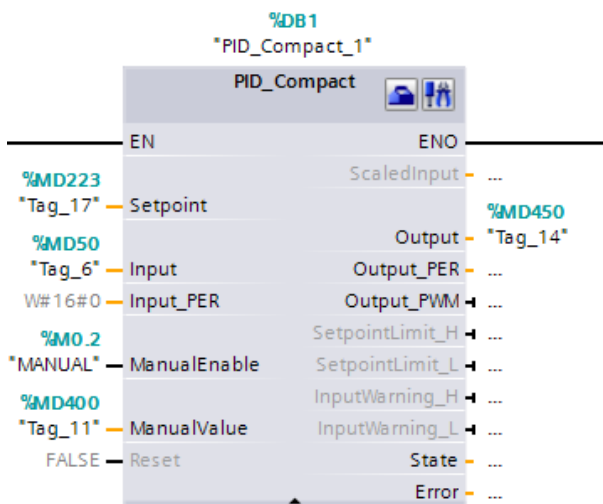 %DB1
"PID_Compact_1"
PID_Compact
EN ENO
ScaledInput ...
%MD223
"Tag_17" Setpoint
%MD450
Output "Tag_14"
%MD50
"Tag_6" Input
Output_PER ...
W#16#0 Input_PER Output_PWM ...
SetpointLimit_H ...
%M0.2
"MANUAL" ManualEnable SetpointLimit_L ...
InputWarning_H ...
%MD400
"Tag_11" ManualValue InputWarning_L ...
FALSE Reset State ...
Error ...